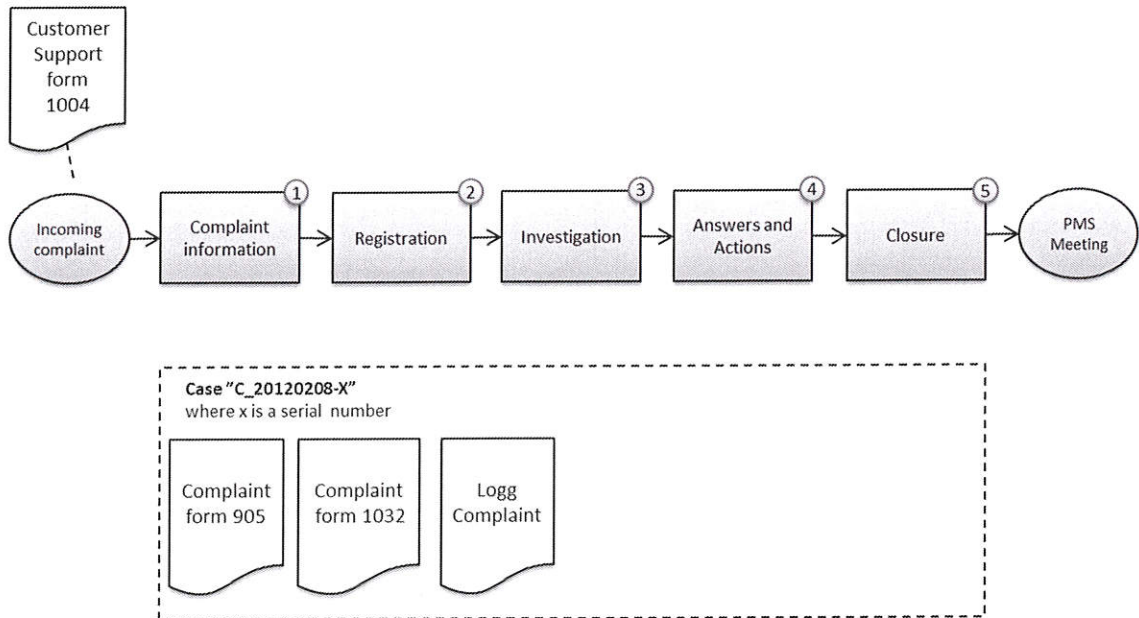 Customer
Support
form
1004
Incoming
complaint
1
Complaint
information
2
Registration
3
Investigation
4
Answers and
Actions
5
Closure
PMS
Meeting
Case "C_20120208-X"
where x is a serial number
Complaint
form 905
Complaint
form 1032
Logg
Complaint